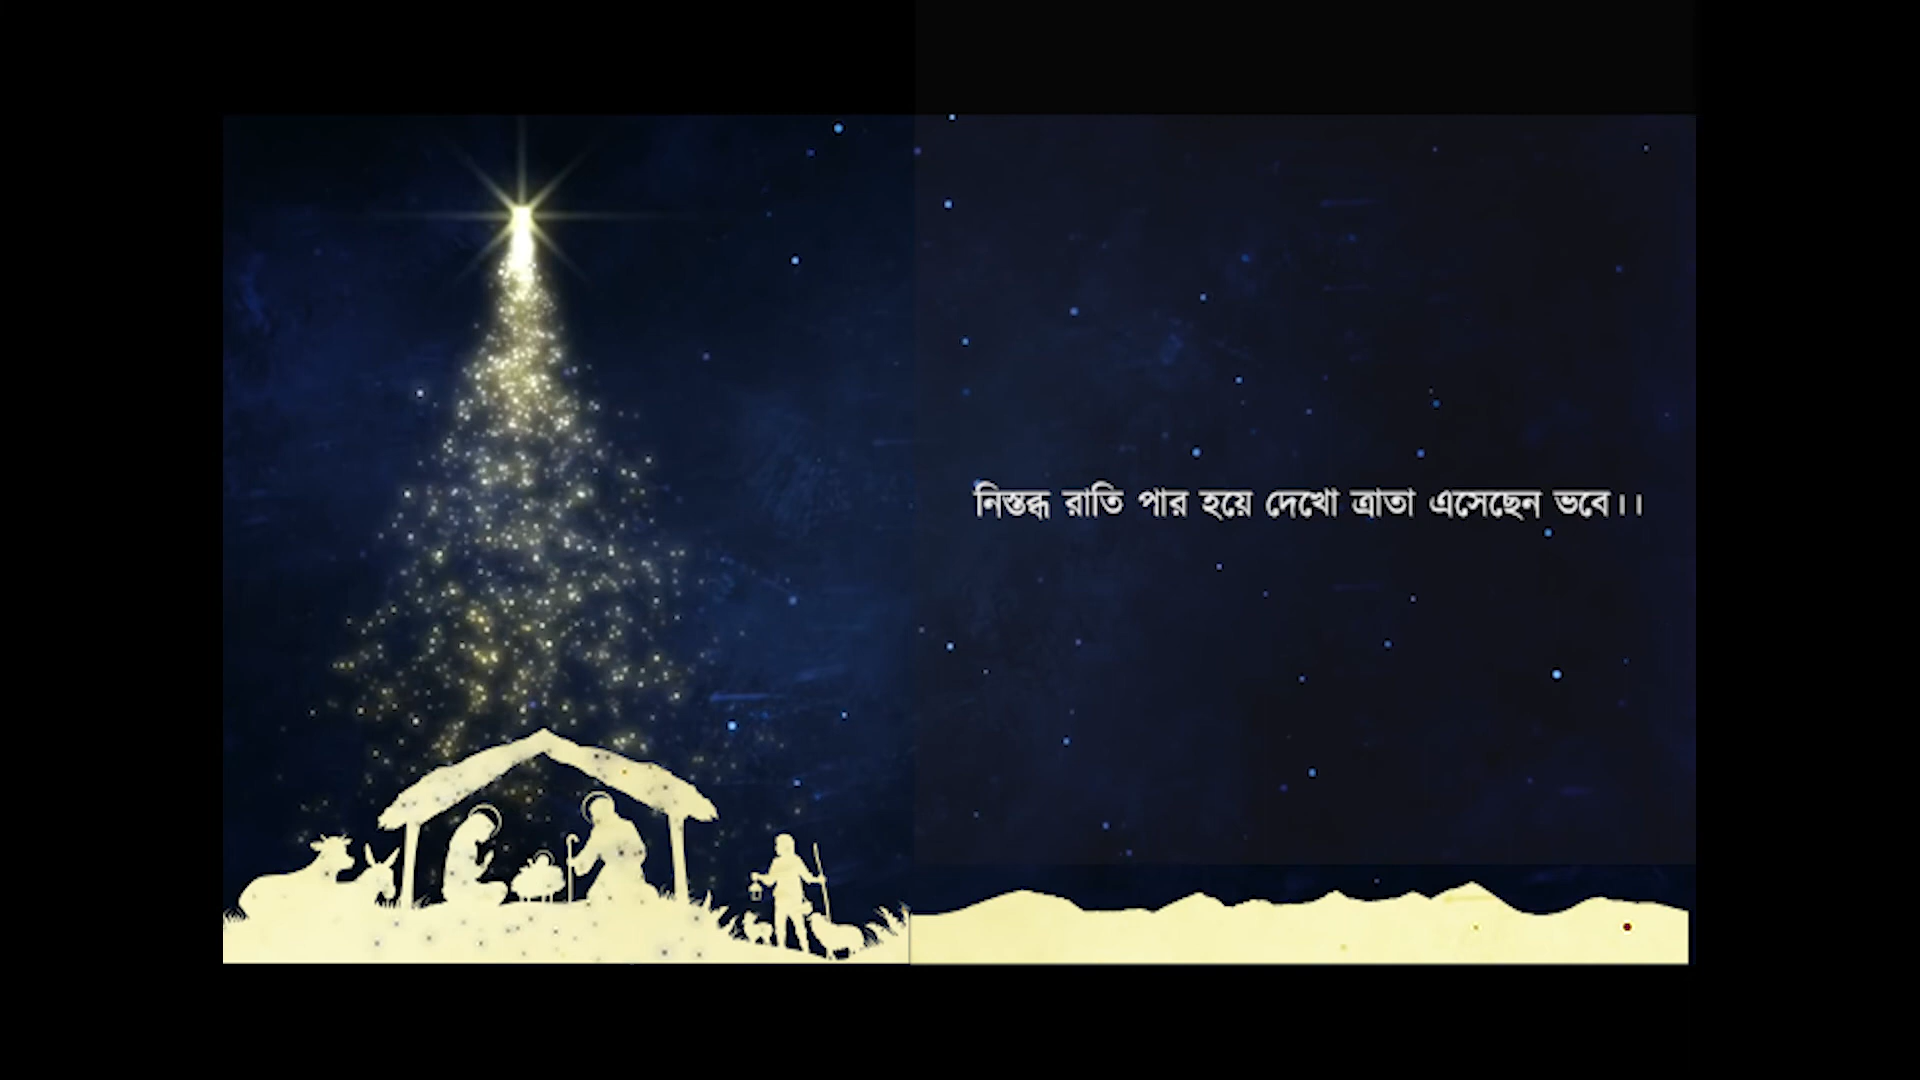 নিস্তব্ধ রাতি পার হয়ে দেখো ত্রাতা এসেছেন ভবে।।